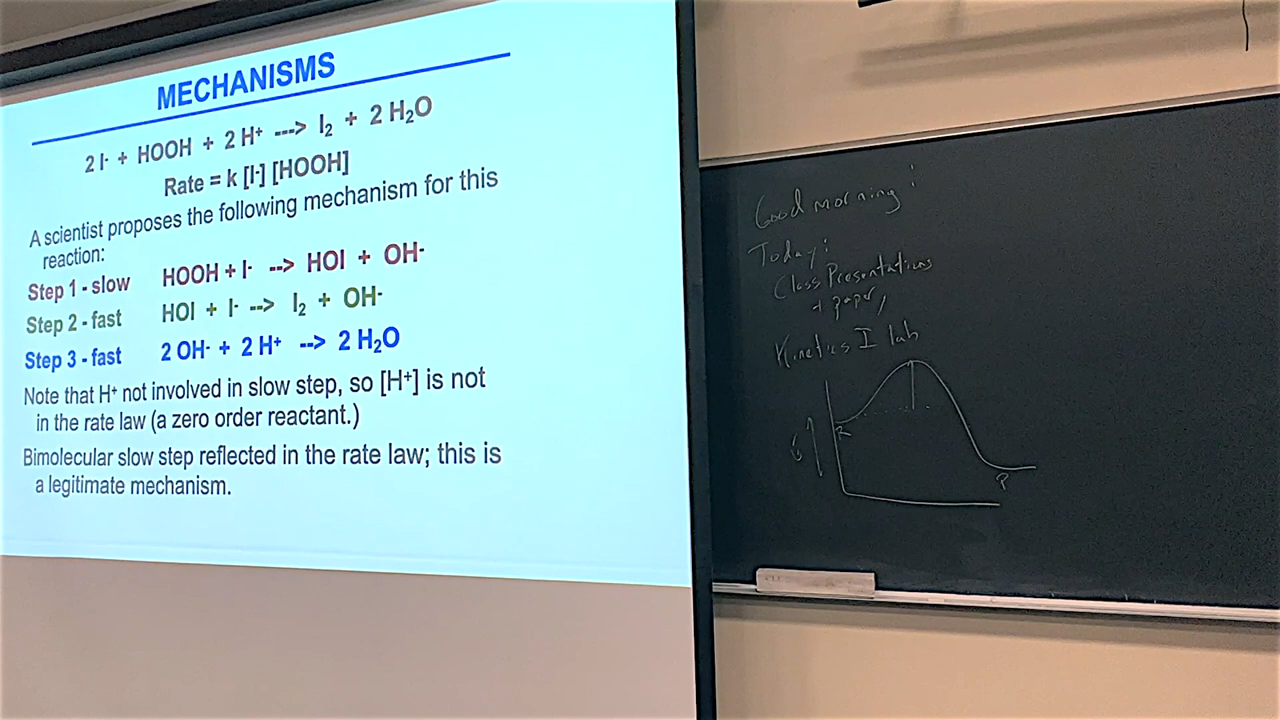 MECHANISMS
2 I- + HOOH + 2 H+ ---> I2 + 2 H2O
Rate = k [I-] [HOOH]
A scientist proposes the following mechanism for this
reaction:
Step 1 - slow HOOH + I- --> HOI + OH-
Step 2 - fast HOI + I- --> I2 + OH-
Step 3 - fast 2 OH- + 2 H+ --> 2 H2O
Note that H+ not involved in slow step, so [H+] is not
in the rate law (a zero order reactant.)
Bimolecular slow step reflected in the rate law; this is
a legitimate mechanism.
Good morning!
Today:
Class Presentations
+ paper,
Kinetics I lab
R
P